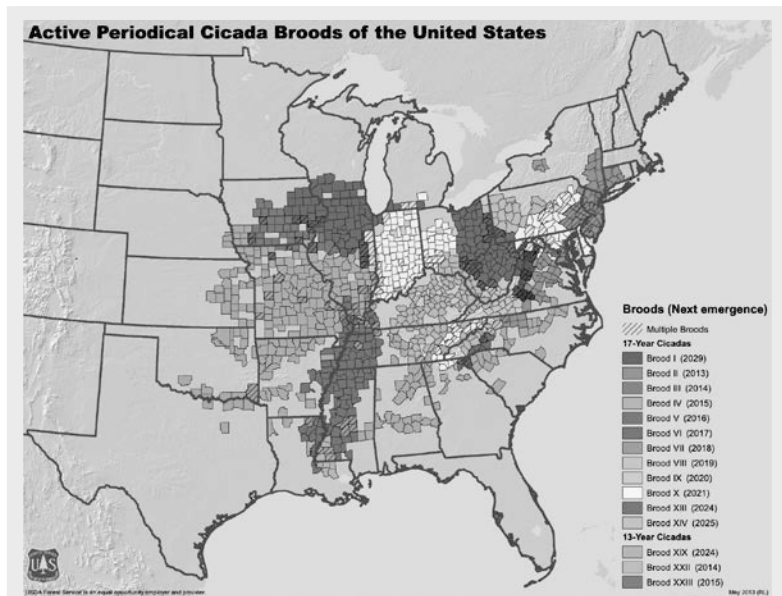 Active Periodical Cicada Broods of the United States
Broods (Next emergence)
Multiple Broods
17-Year Cicadas
Brood I (2029)
Brood II (2013)
Brood III (2014)
Brood IV (2015)
Brood V (2016)
Brood VI (2017)
Brood VII (2018)
Brood VIII (2019)
Brood IX (2020)
Brood X (2021)
Brood XIII (2024)
Brood XIV (2025)
13-Year Cicadas
Brood XIX (2024)
Brood XXII (2014)
Brood XXIII (2015)
U S
USDA Forest Service is an equal opportunity employer and provider.
May 2013 (RL)